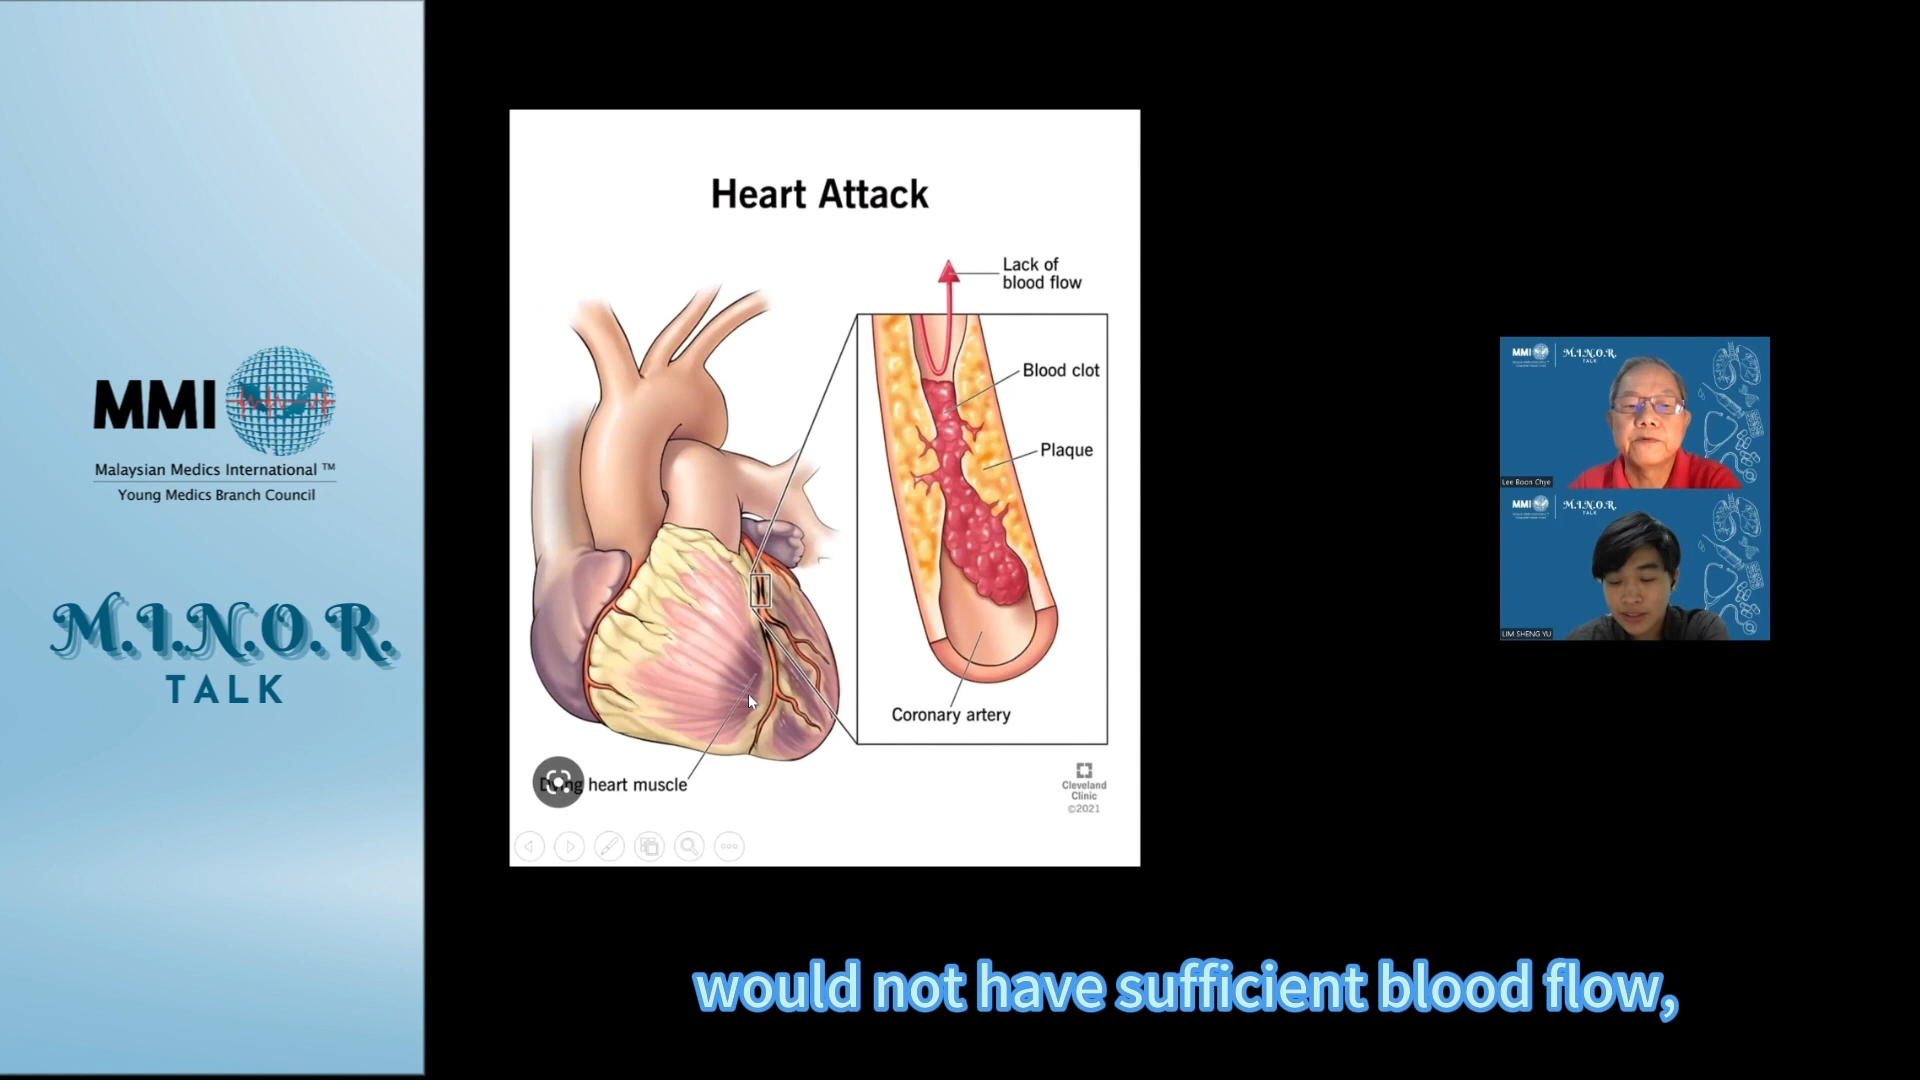 MMI
Malaysian Medics International ™
Young Medics Branch Council
M.I.N.O.R.
TALK
Heart Attack
Lack of
blood flow
Blood clot
Plaque
Coronary artery
heart muscle
Cleveland
Clinic
©2021
MMI
M.I.N.O.R.
TALK
Lee Boon Chye
MMI
M.I.N.O.R.
TALK
LIM SHENG YU
would not have sufficient blood flow,